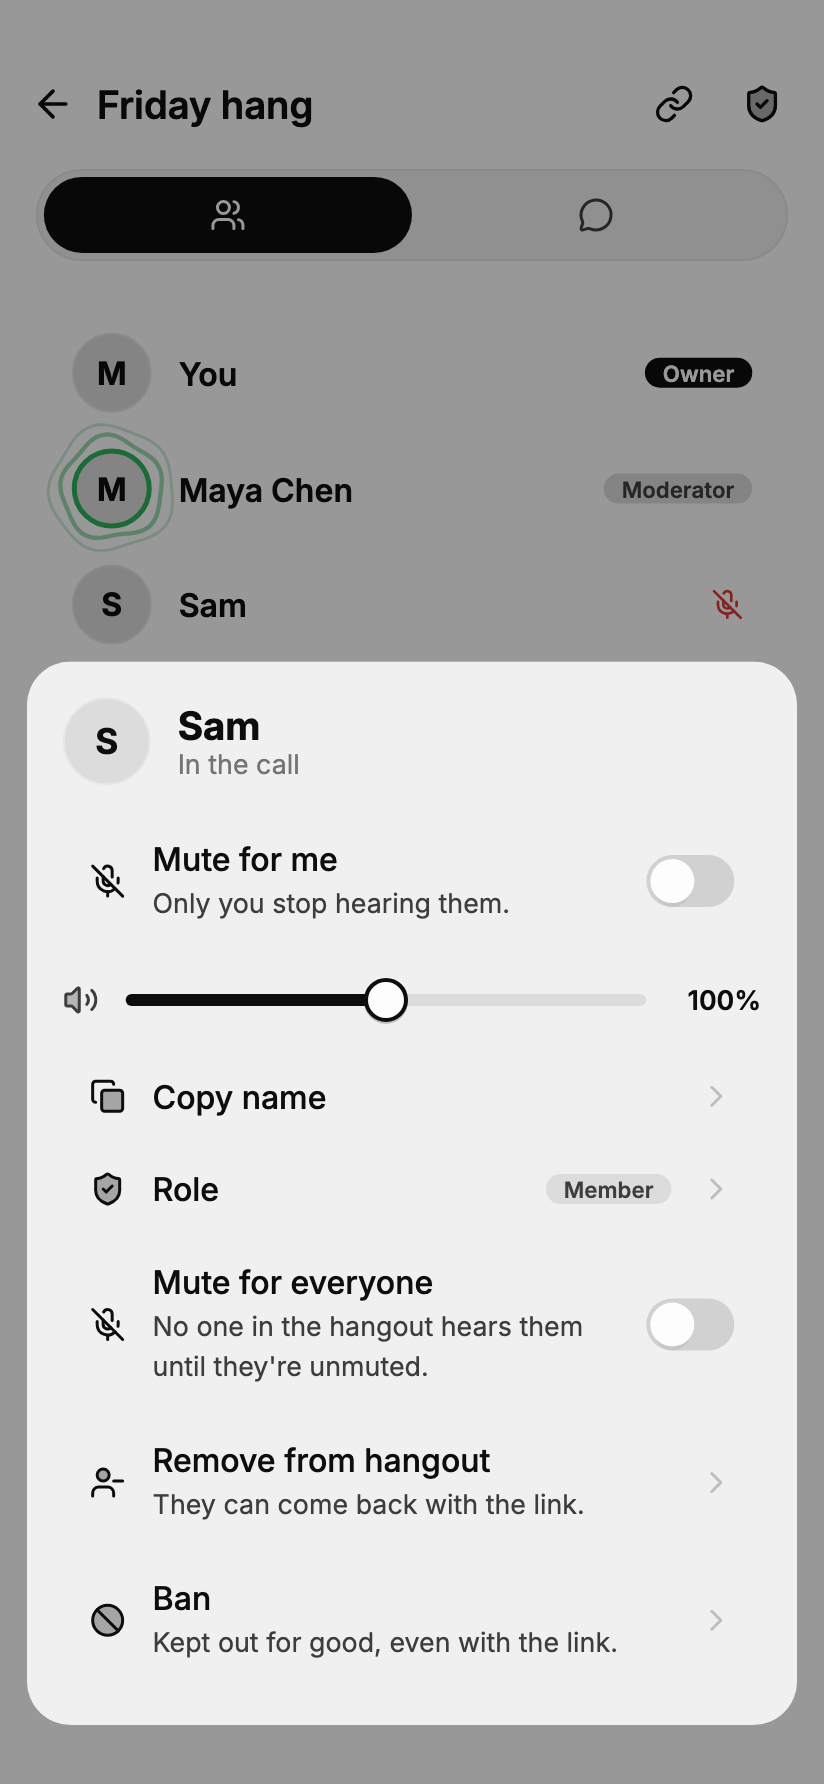 Friday hang
M
You
Owner
M
Maya Chen
Moderator
S
Sam
S
Sam
In the call
Mute for me
Only you stop hearing them.
100%
Copy name
Role
Member
Mute for everyone
No one in the hangout hears them
until they're unmuted.
Remove from hangout
They can come back with the link.
Ban
Kept out for good, even with the link.